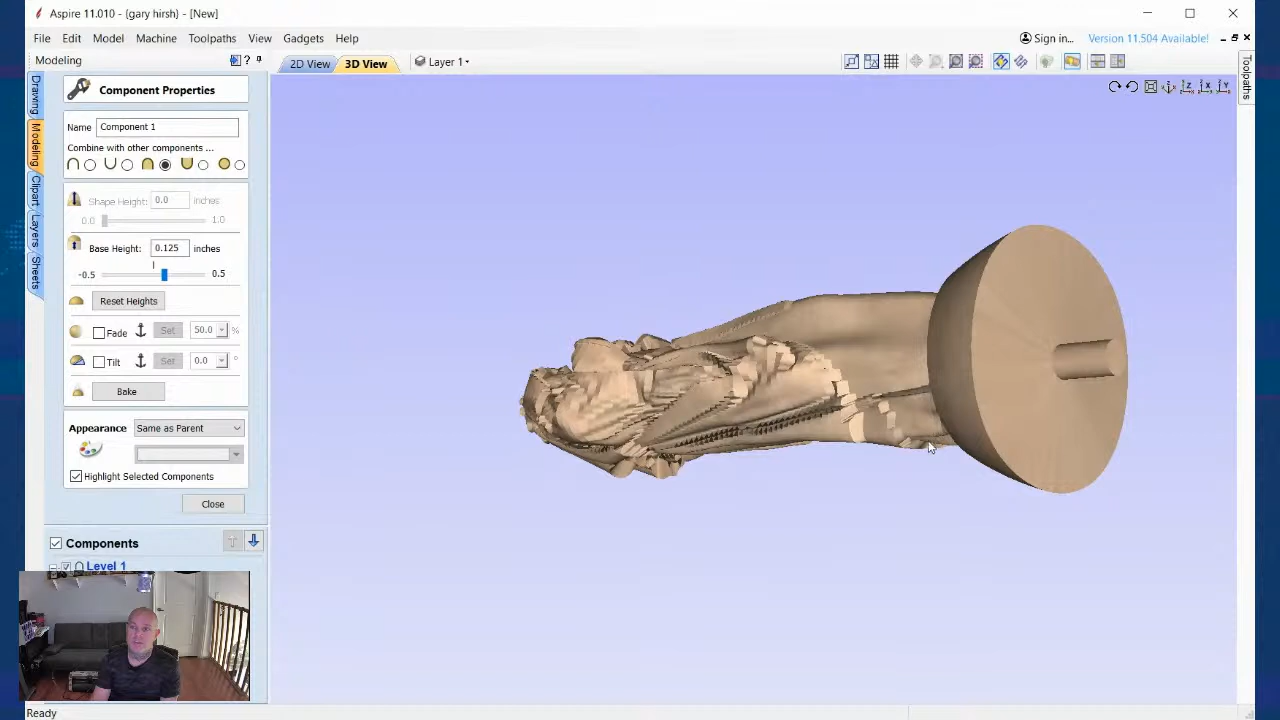 Aspire 11.010 - {gary hirsh} - [New]
File Edit Model Machine Toolpaths View Gadgets Help
Sign in... Version 11.504 Available!
Modeling
2D View 3D View Layer 1
Toolpaths
Drawing
Modeling
Clipart
Layers
Sheets
Component Properties
Name Component 1
Combine with other components ...
Shape Height: 0.0 inches
0.0 1.0
Base Height: 0.125 inches
-0.5 0.5
Reset Heights
Fade Set 50.0 %
Tilt Set 0.0 °
Bake
Appearance Same as Parent
Highlight Selected Components
Close
Components
Level 1
Ready